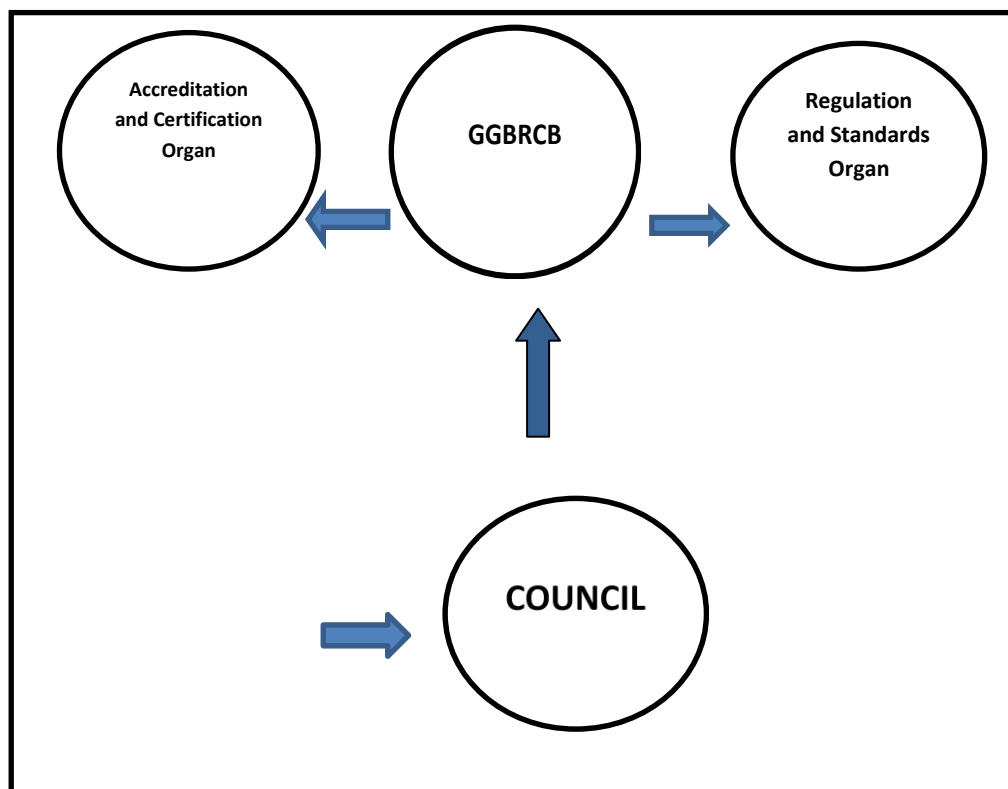 Accreditation
and Certification
Organ
GGBRCB
Regulation
and Standards
Organ
COUNCIL